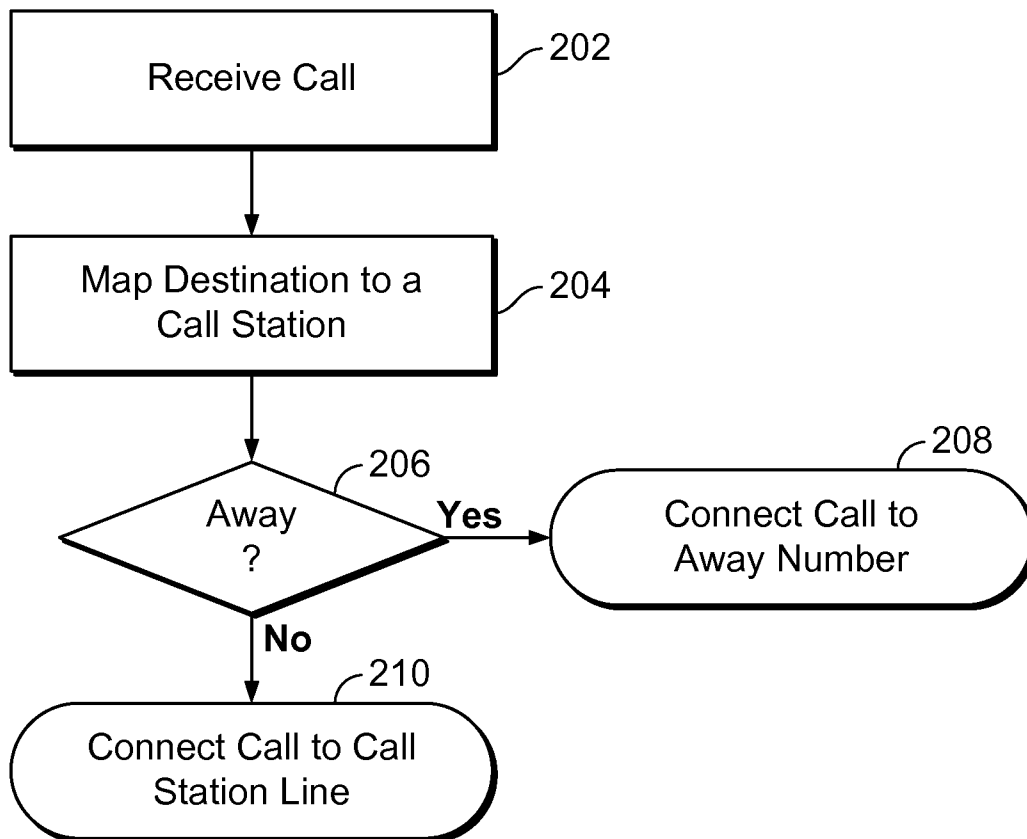 Receive Call
202
Map Destination to a
Call Station
204
206
Away
?
Yes
208
Connect Call to
Away Number
No
210
Connect Call to Call
Station Line